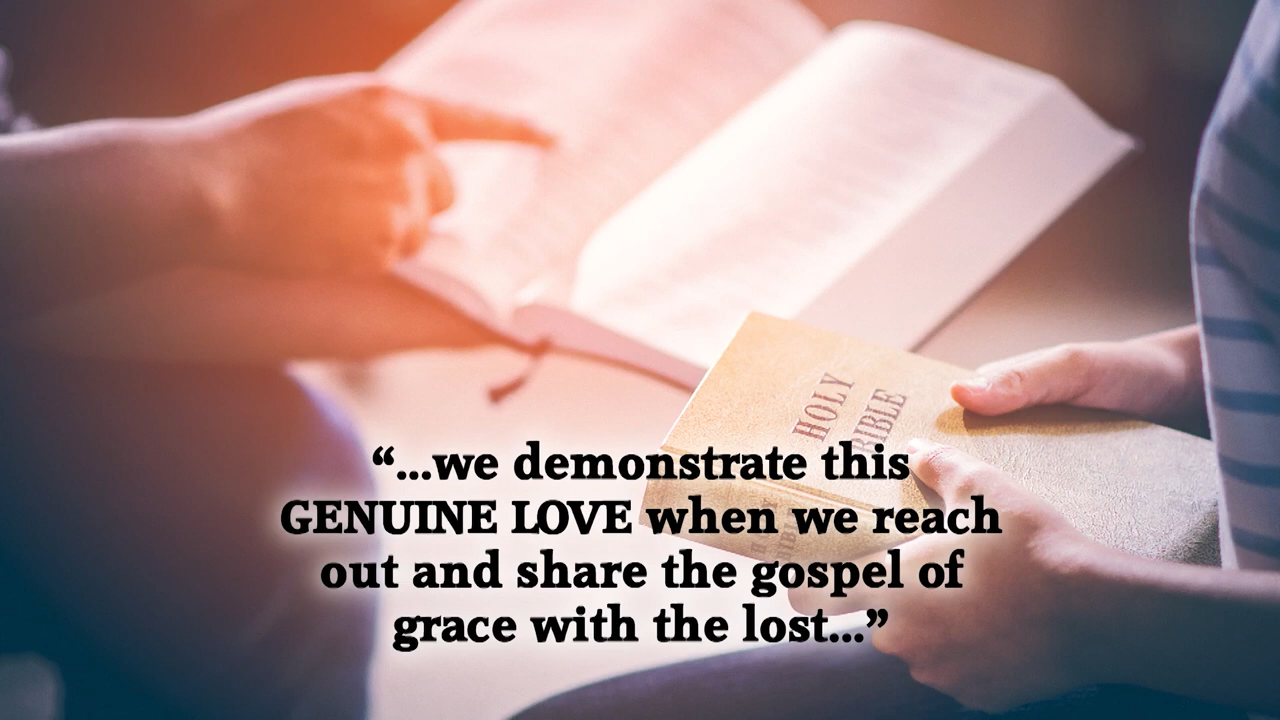 HOLY
BIBLE
“...we demonstrate this
GENUINE LOVE when we reach
out and share the gospel of
grace with the lost...”